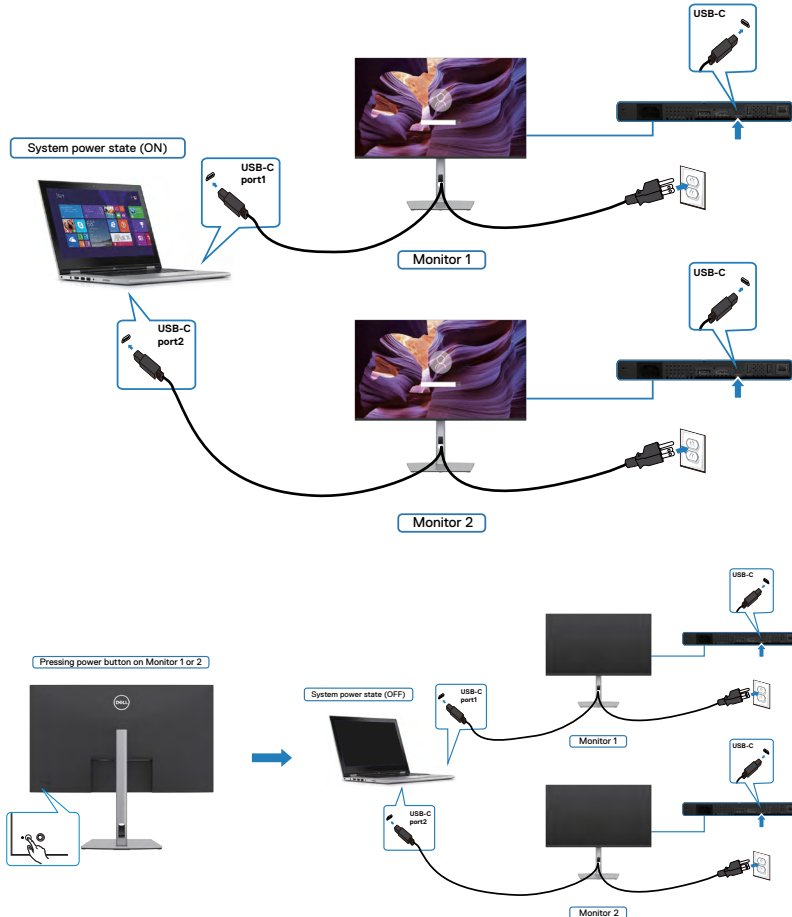 USB-C
System power state (ON)
USB-C
port1
Monitor 1
USB-C
USB-C
port2
Monitor 2
USB-C
Pressing power button on Monitor 1 or 2
DELL
System power state (OFF)
USB-C
port1
Monitor 1
USB-C
USB-C
port2
Monitor 2